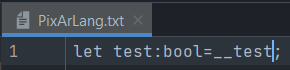 PixArLang.txt ×
1 let test:bool=__test;